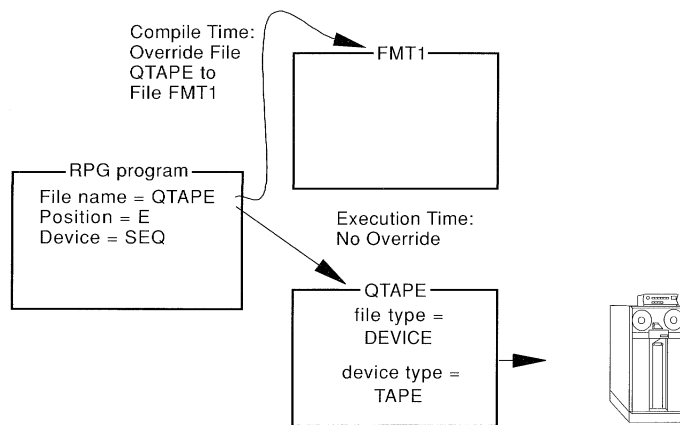 Compile Time:
Override File
QTAPE to
File FMT1
FMT1
RPG program
File name = QTAPE
Position = E
Device = SEQ
Execution Time:
No Override
QTAPE
file type =
DEVICE
device type =
TAPE